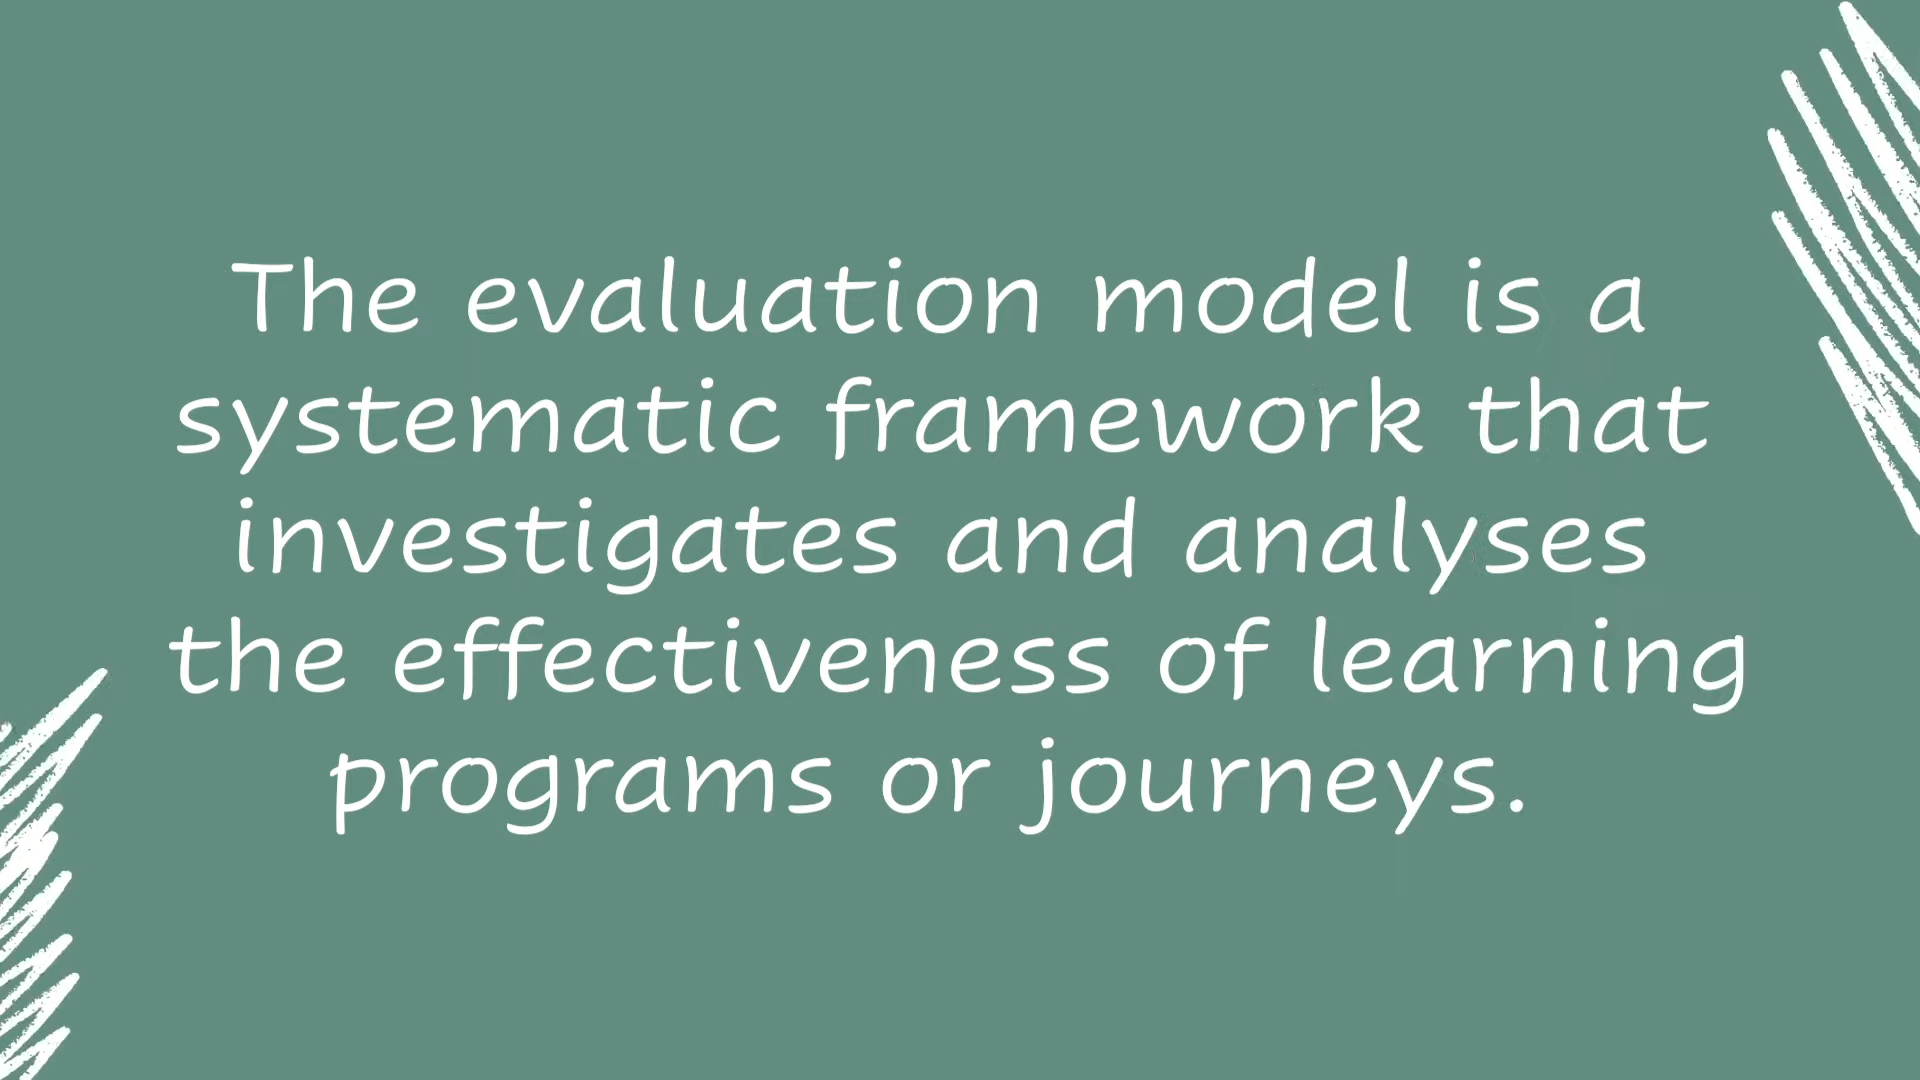 The evaluation model is a
systematic framework that
investigates and analyses
the effectiveness of learning
programs or journeys.